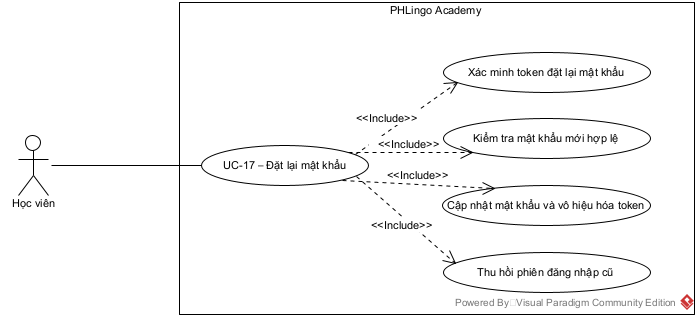 PHLingo Academy
Xác minh token đặt lại mật khẩu
<<Include>>
Kiểm tra mật khẩu mới hợp lệ
<<Include>>
UC-17 – Đặt lại mật khẩu
<<Include>>
Học viên
Cập nhật mật khẩu và vô hiệu hóa token
<<Include>>
Thu hồi phiên đăng nhập cũ
Powered By Visual Paradigm Community Edition